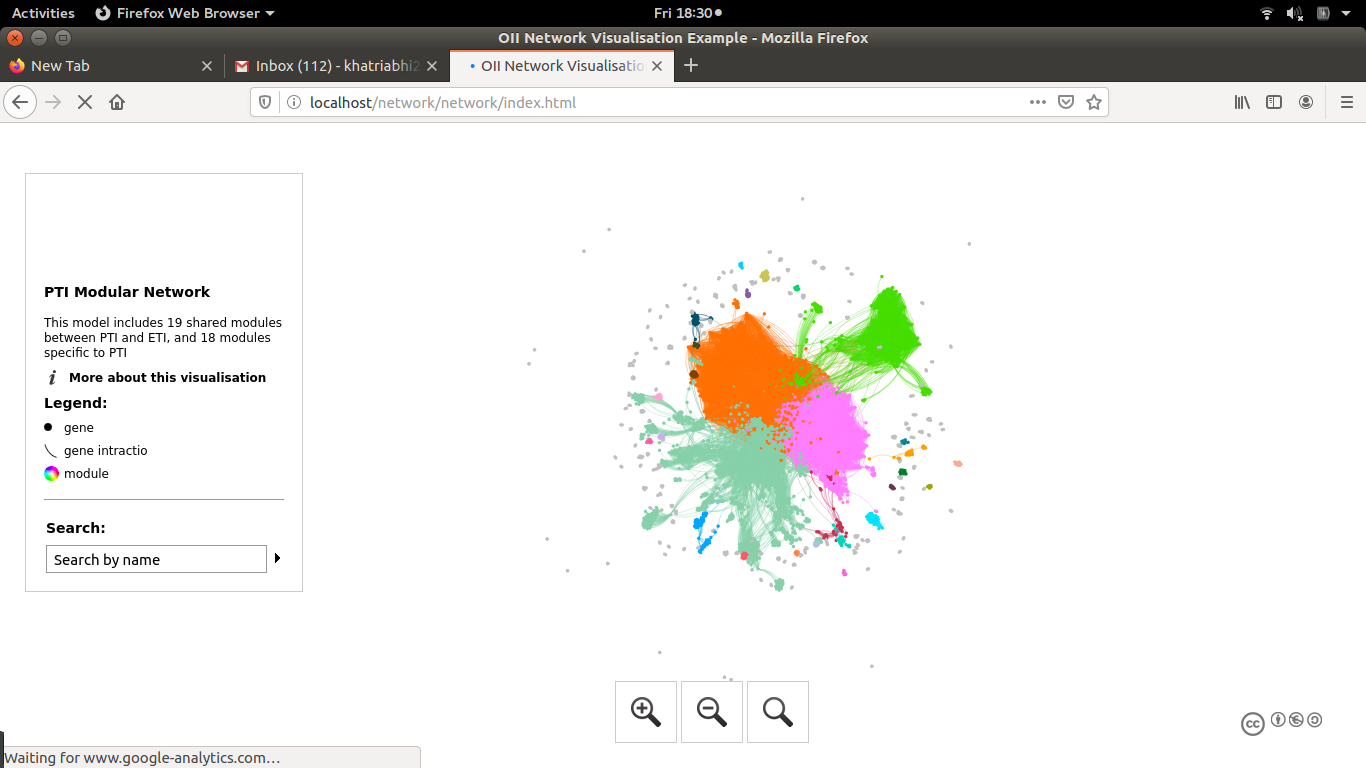 Activities Firefox Web Browser Fri 18:30
OII Network Visualisation Example - Mozilla Firefox
New Tab Inbox (112) - khatriabhi2 OII Network Visualisatio
localhost/network/network/index.html
PTI Modular Network
This model includes 19 shared modules
between PTI and ETI, and 18 modules
specific to PTI
i More about this visualisation
Legend:
gene
gene intractio
module
Search:
Search by name
cc
Waiting for www.google-analytics.com…